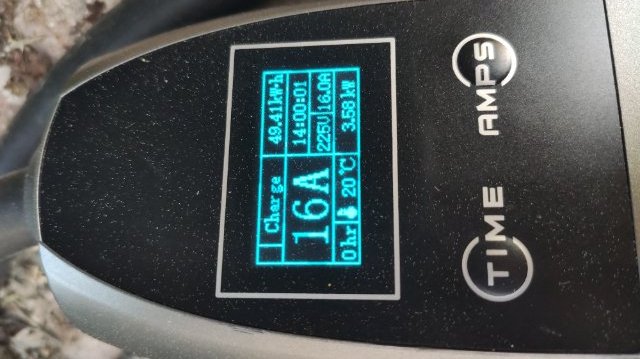 Charge 49.41kW·h
16A 14:00:01
225V 16.0A
0hr 20℃ 3.58kW
TIME AMPS